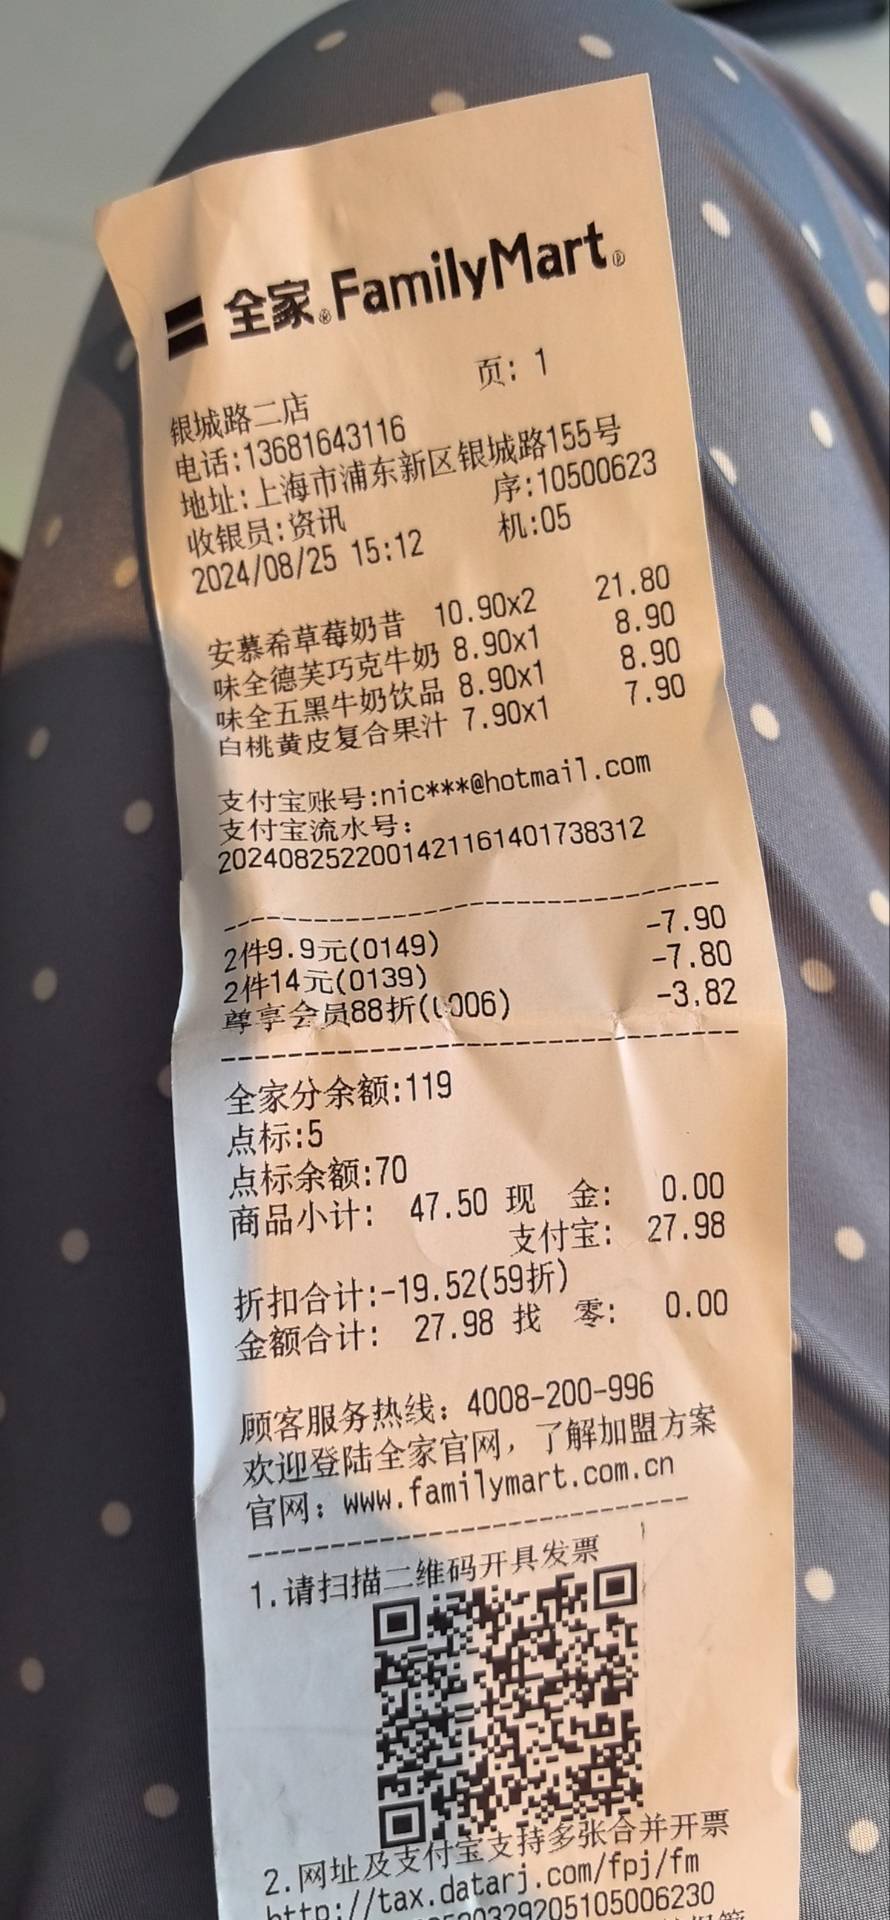 全家®FamilyMart®
页: 1
银城路二店
电话:13681643116
地址:上海市浦东新区银城路155号
收银员:资讯 序:10500623
2024/08/25 15:12 机:05
安慕希草莓奶昔 10.90x2 21.80
味全德芙巧克牛奶 8.90x1 8.90
味全五黑牛奶饮品 8.90x1 8.90
白桃黄皮复合果汁 7.90x1 7.90
支付宝账号:nic***@hotmail.com
支付宝流水号:
2024082522001421161401738312
2件9.9元(0149) -7.90
2件14元(0139) -7.80
尊享会员88折( 006) -3.82
全家分余额:119
点标:5
点标余额:70
商品小计: 47.50 现 金: 0.00
支付宝: 27.98
折扣合计:-19.52(59折)
金额合计: 27.98 找 零: 0.00
顾客服务热线: 4008-200-996
欢迎登陆全家官网, 了解加盟方案
官网: www.familymart.com.cn
1.请扫描二维码开具发票
2.网址及支付宝支持多张合并开票
http://tax.datarj.com/fpj/fm
0329205105006230